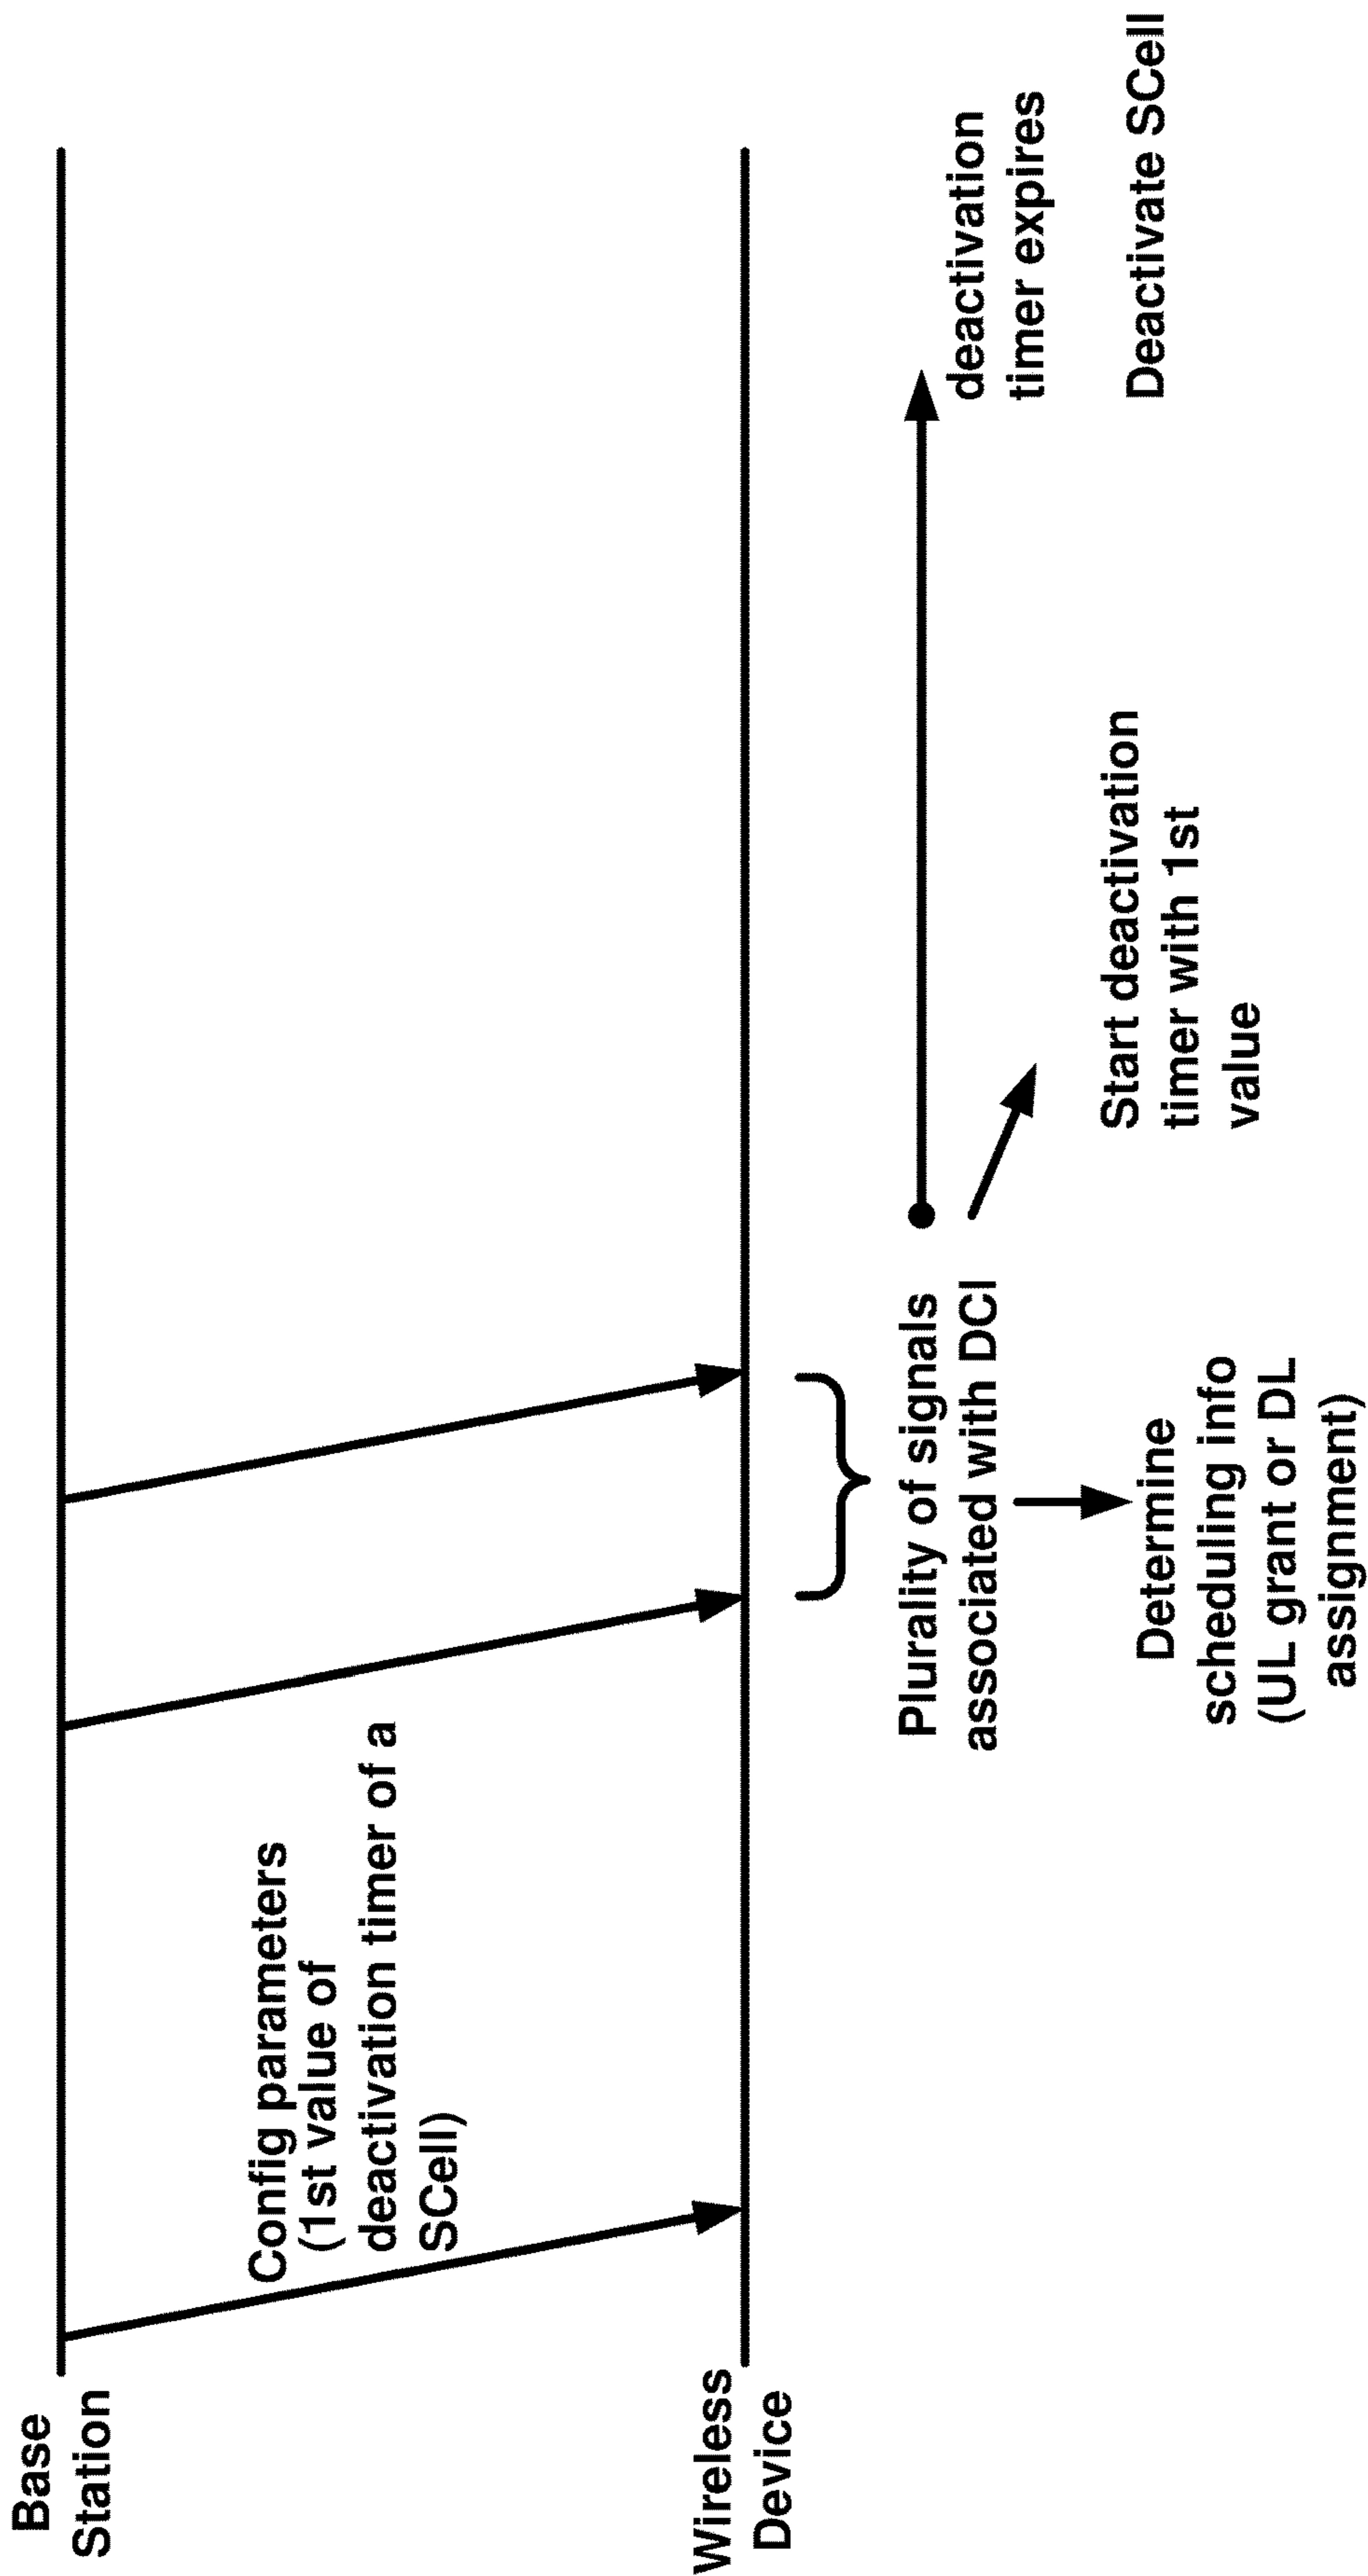 Base
Station
Config parameters
(1st value of
deactivation timer of a
SCell)
Wireless
Device
Plurality of signals
associated with DCI
Determine
scheduling info
(UL grant or DL
assignment)
Start deactivation
timer with 1st
value
deactivation
timer expires
Deactivate SCell